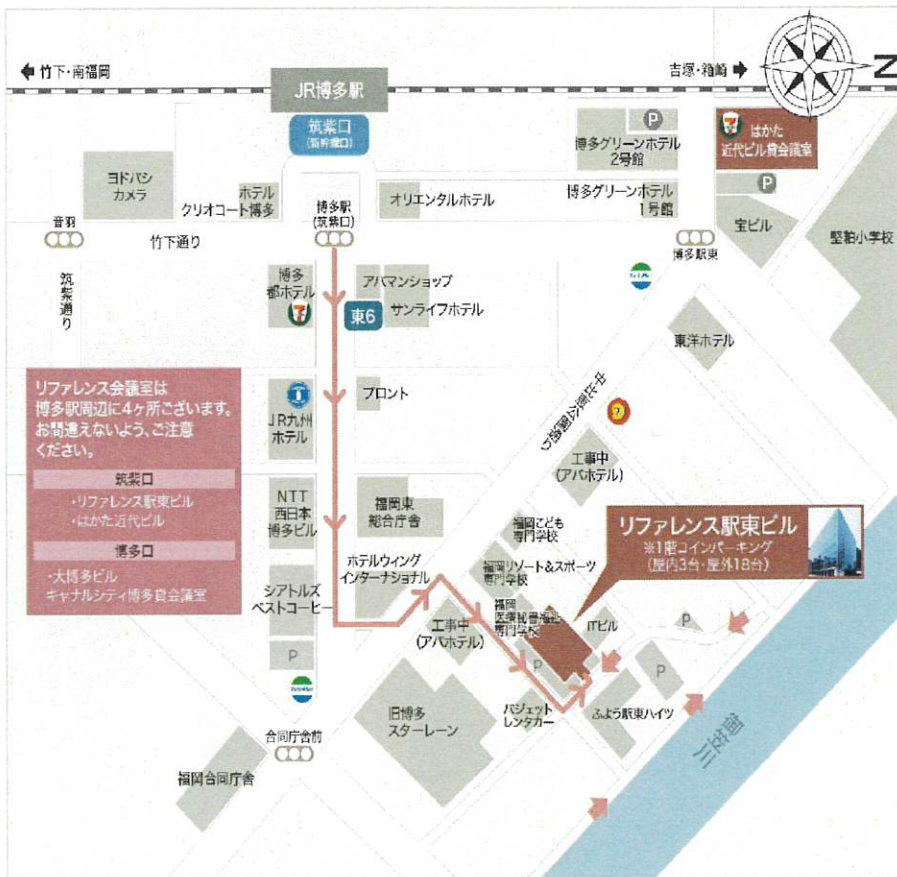 竹下・南福岡
吉塚・箱崎
N
JR博多駅
筑紫口
(新幹線口)
P
博多グリーンホテル
2号館
はかた
近代ビル貸会議室
P
ヨドバシ
カメラ
ホテル
クリオコート博多
博多駅
(筑紫口)
オリエンタルホテル
博多グリーンホテル
1号館
宝ビル
音羽
竹下通り
博多駅東
堅粕小学校
筑紫通り
博多
都ホテル
アパマンショップ
サンライフホテル
東6
東洋ホテル
リファレンス会議室は
博多駅周辺に4ヶ所ございます。
お間違えないよう、ご注意
ください。
筑紫口
・リファレンス駅東ビル
・はかた近代ビル
博多口
・大博多ビル
キャナルシティ博多貸会議室
JR九州
ホテル
プロント
中比恵公園通り
工事中
(アパホテル)
NTT
西日本
博多ビル
福岡東
総合庁舎
福岡こども
専門学校
リファレンス駅東ビル
※1階コインパーキング
(屋内3台・屋外18台)
ホテルウィング
インターナショナル
福岡リゾート&スポーツ
専門学校
シアトルズ
ベストコーヒー
工事中
(アパホテル)
福岡
医療秘書福祉
専門学校
ITビル
P
P
P
P
旧博多
スターレーン
バジェット
レンタカー
ふよう駅東ハイツ
御笠川
合同庁舎前
福岡合同庁舎